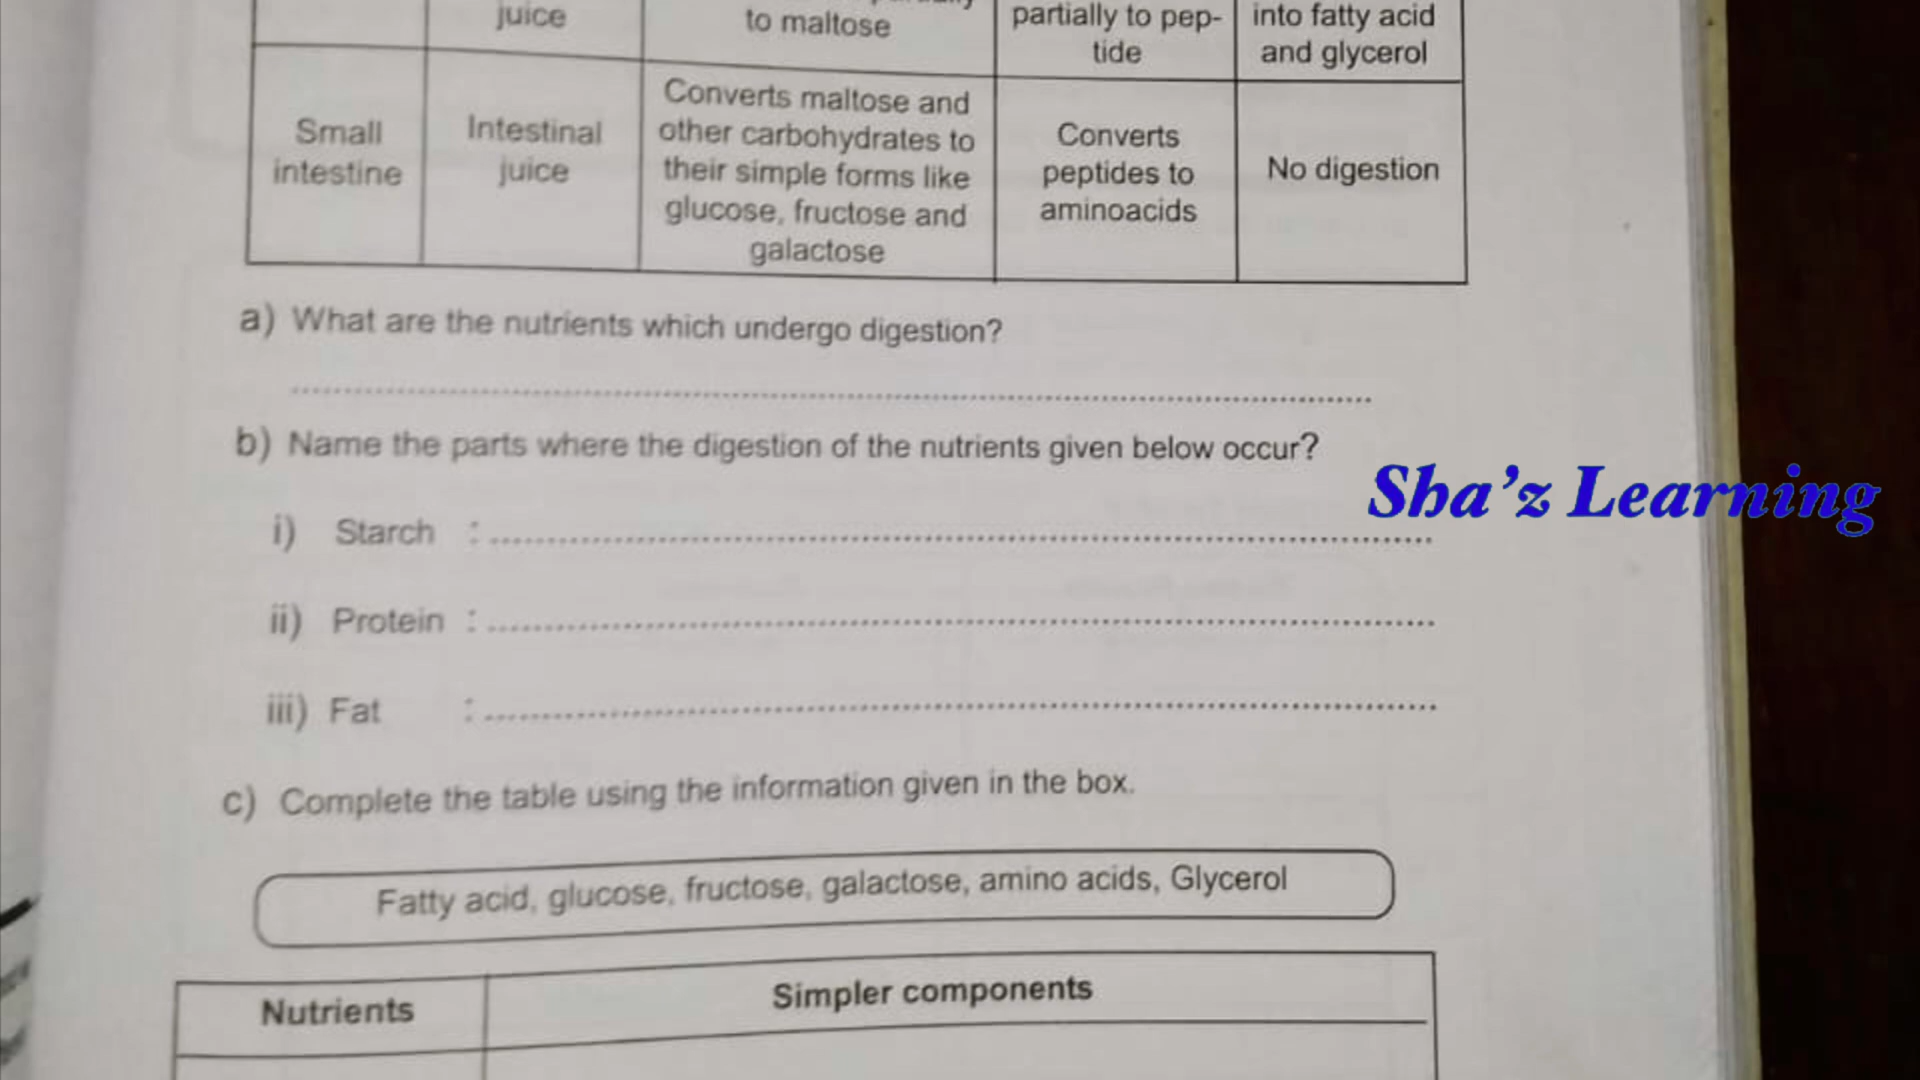 juice
to maltose
partially to pep-
tide
into fatty acid
and glycerol
Small
intestine
Intestinal
juice
Converts maltose and
other carbohydrates to
their simple forms like
glucose, fructose and
galactose
Converts
peptides to
aminoacids
No digestion
a) What are the nutrients which undergo digestion?
b) Name the parts where the digestion of the nutrients given below occur?
Sha'z Learning
i) Starch :
ii) Protein :
iii) Fat :
c) Complete the table using the information given in the box.
Fatty acid, glucose, fructose, galactose, amino acids, Glycerol
Nutrients
Simpler components